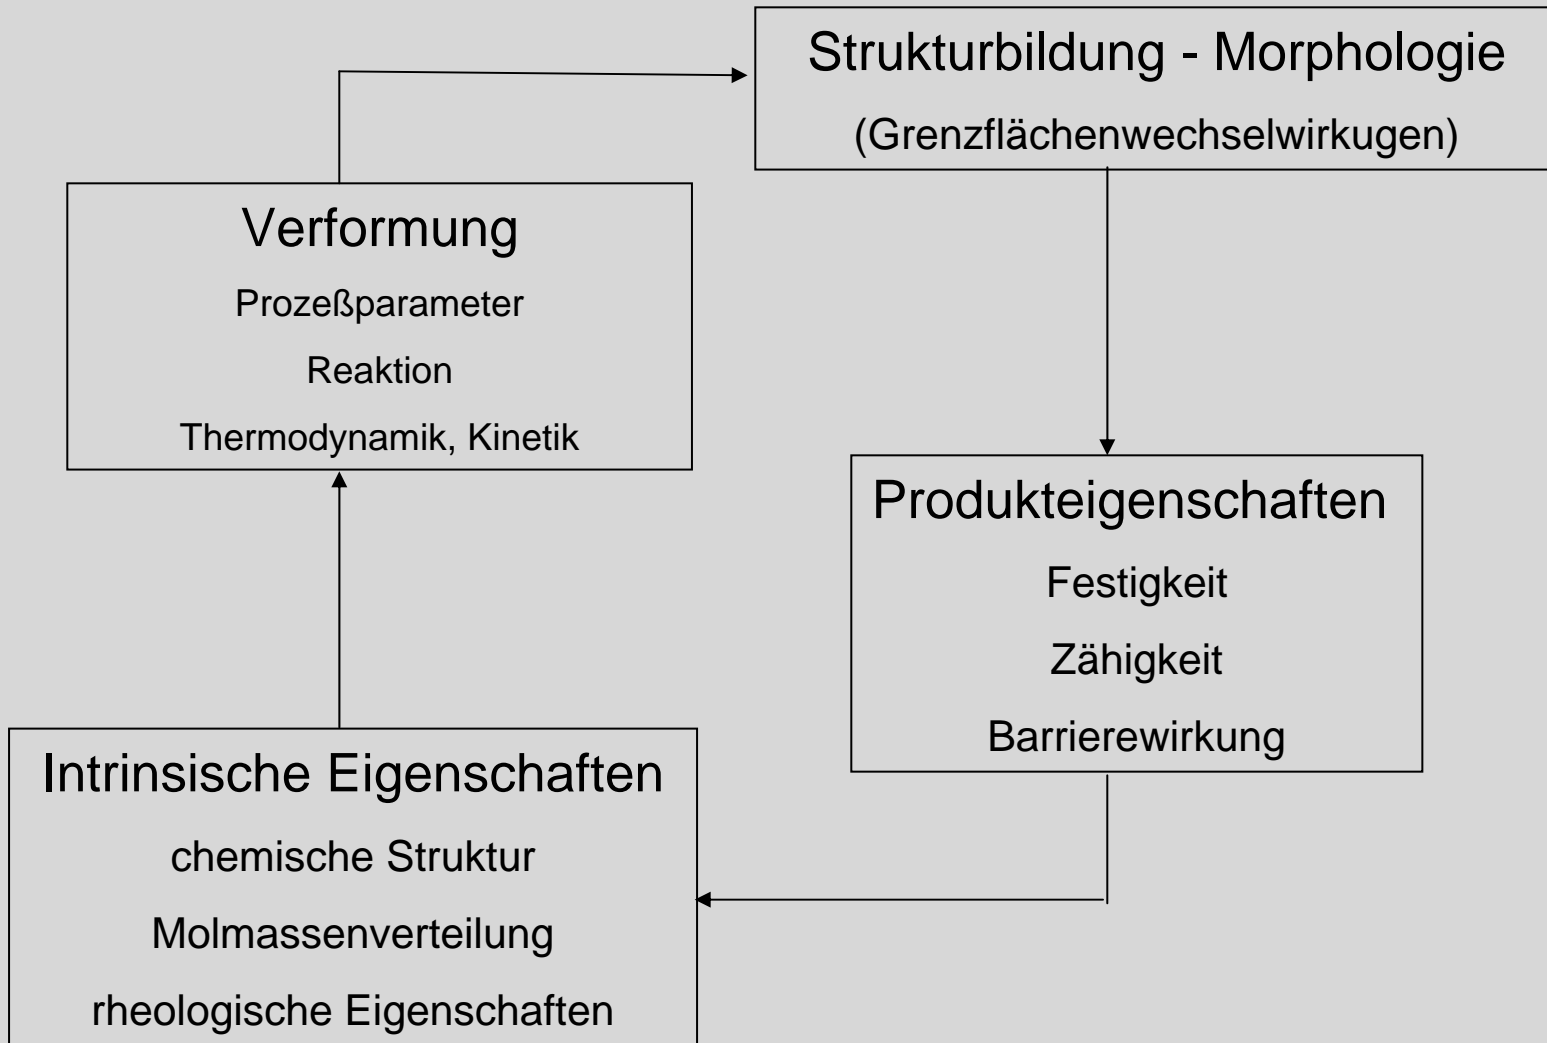 Strukturbildung - Morphologie
(Grenzflächenwechselwirkugen)
Verformung
Prozeßparameter
Reaktion
Thermodynamik, Kinetik
Produkteigenschaften
Festigkeit
Zähigkeit
Barrierewirkung
Intrinsische Eigenschaften
chemische Struktur
Molmassenverteilung
rheologische Eigenschaften